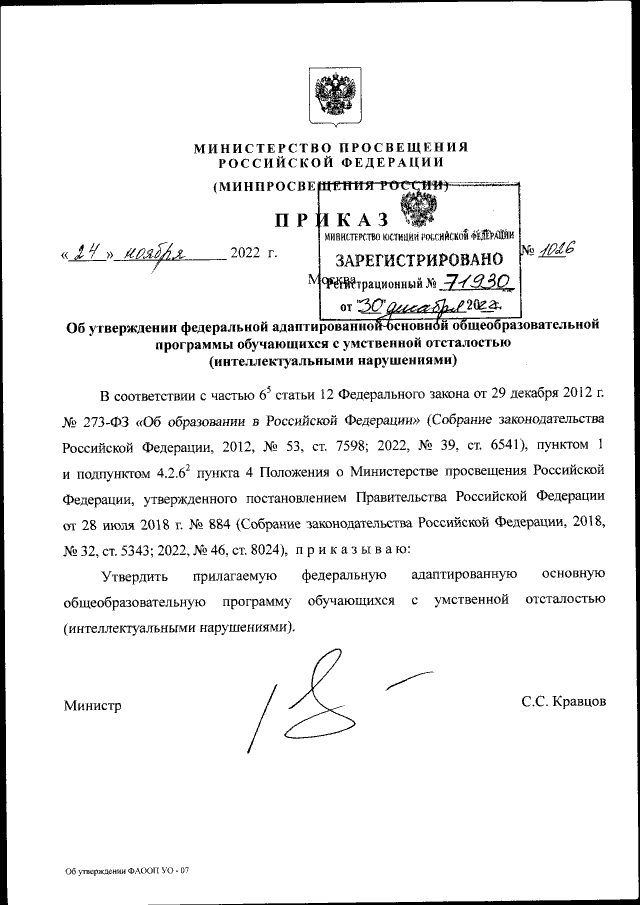 МИНИСТЕРСТВО ПРОСВЕЩЕНИЯ
РОССИЙСКОЙ ФЕДЕРАЦИИ
(МИНПРОСВЕЩЕНИЯ РОССИИ)
ПРИКАЗ
МИНИСТЕРСТВО ЮСТИЦИИ РОССИЙСКОЙ ФЕДЕРАЦИИ
ЗАРЕГИСТРИРОВАНО
Регистрационный № 71930
от "30" декабря 2022.
«24» ноября 2022 г.
№ 1026
Москва
Об утверждении федеральной адаптированной основной общеобразовательной
программы обучающихся с умственной отсталостью
(интеллектуальными нарушениями)
В соответствии с частью 6⁵ статьи 12 Федерального закона от 29 декабря 2012 г.
№ 273-ФЗ «Об образовании в Российской Федерации» (Собрание законодательства
Российской Федерации, 2012, № 53, ст. 7598; 2022, № 39, ст. 6541), пунктом 1
и подпунктом 4.2.6² пункта 4 Положения о Министерстве просвещения Российской
Федерации, утвержденного постановлением Правительства Российской Федерации
от 28 июля 2018 г. № 884 (Собрание законодательства Российской Федерации, 2018,
№ 32, ст. 5343; 2022, № 46, ст. 8024), приказываю:
Утвердить прилагаемую федеральную адаптированную основную
общеобразовательную программу обучающихся с умственной отсталостью
(интеллектуальными нарушениями).
Министр
С.С. Кравцов
Об утверждении ФАООП УО - 07